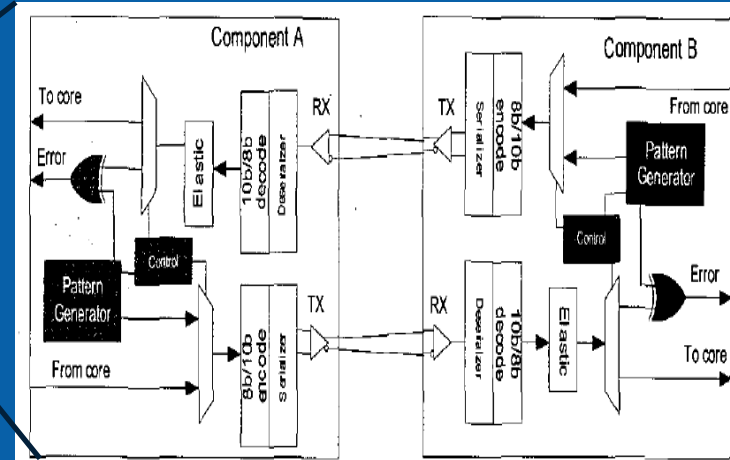 Component A
To core
Error
Elastic
10b/8b
decode
Deseralzer
RX
Control
Pattern
Generator
From core
8b/10b
encode
Serializer
TX
Component B
TX
Serializer
8b/10b
encode
From core
Pattern
Generator
Control
RX
Deseralizer
10b/8b
decode
Elastic
Error
To core